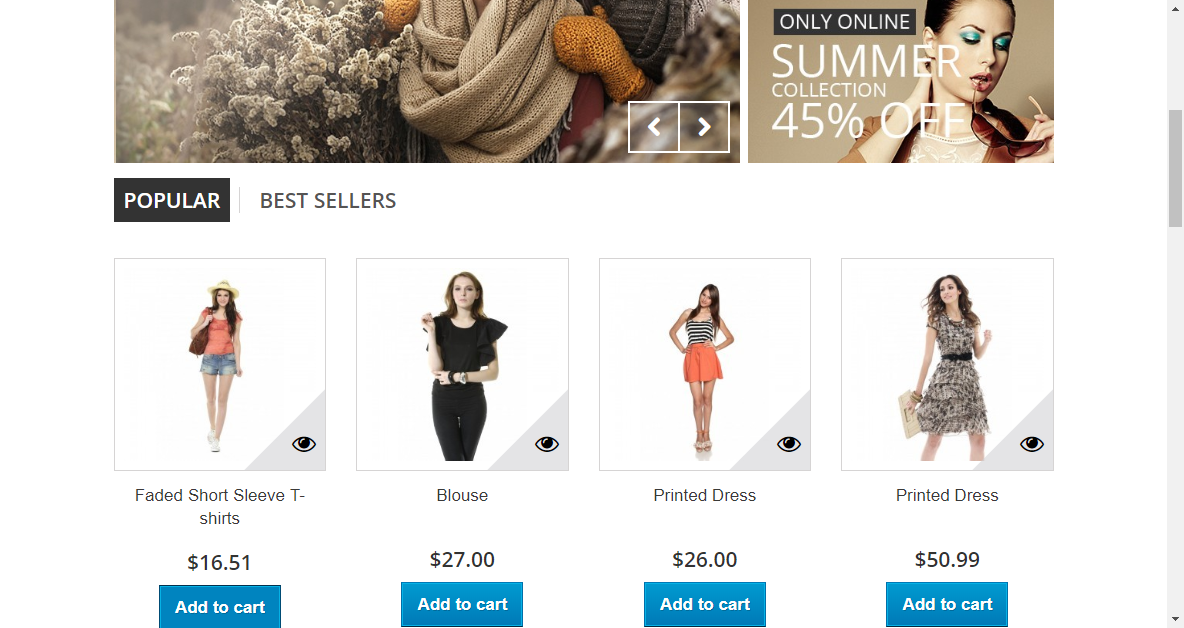 ONLY ONLINE
SUMMER
COLLECTION
45% OFF
POPULAR
BEST SELLERS
Faded Short Sleeve T-
shirts
Blouse
Printed Dress
Printed Dress
$16.51
$27.00
$26.00
$50.99
Add to cart
Add to cart
Add to cart
Add to cart